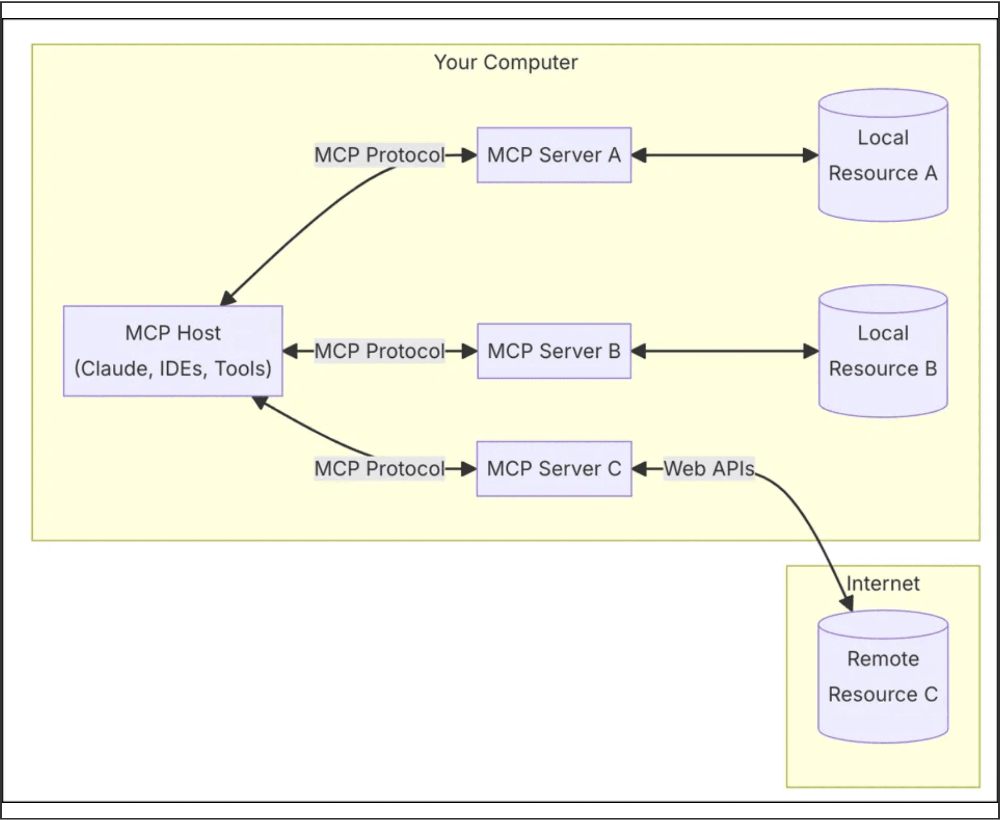 Your Computer
MCP Protocol
MCP Server A
Local
Resource A
MCP Host
(Claude, IDEs, Tools)
MCP Protocol
MCP Server B
Local
Resource B
MCP Protocol
MCP Server C
Web APIs
Internet
Remote
Resource C